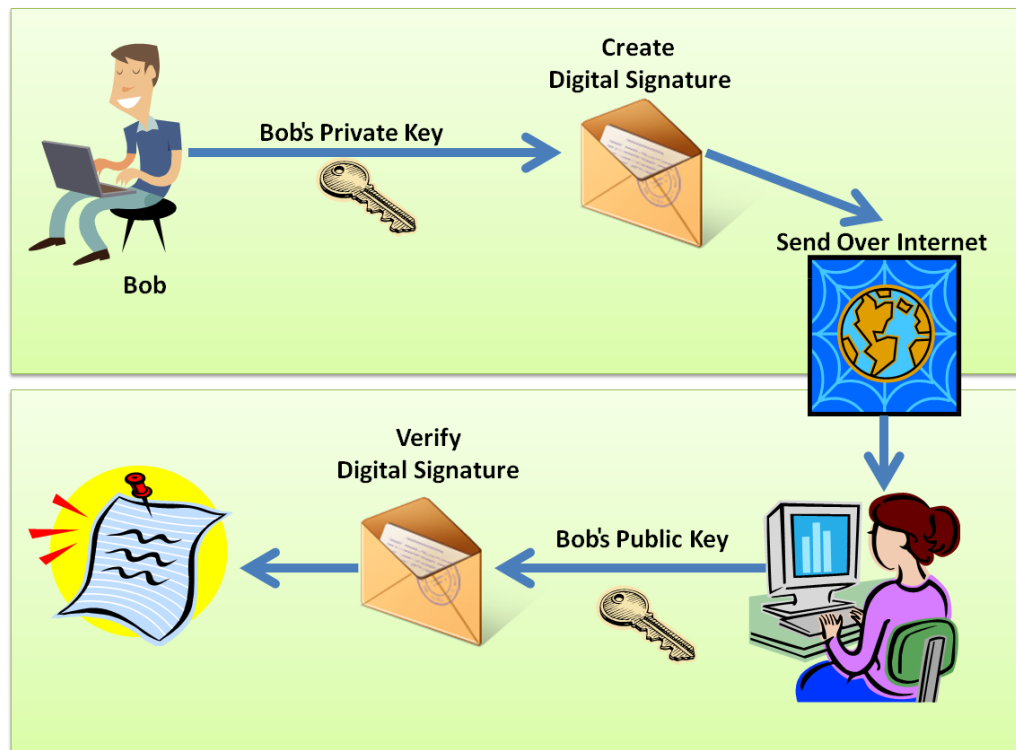 Create
Digital Signature
Bob's Private Key
Send Over Internet
Bob
Verify
Digital Signature
Bob's Public Key